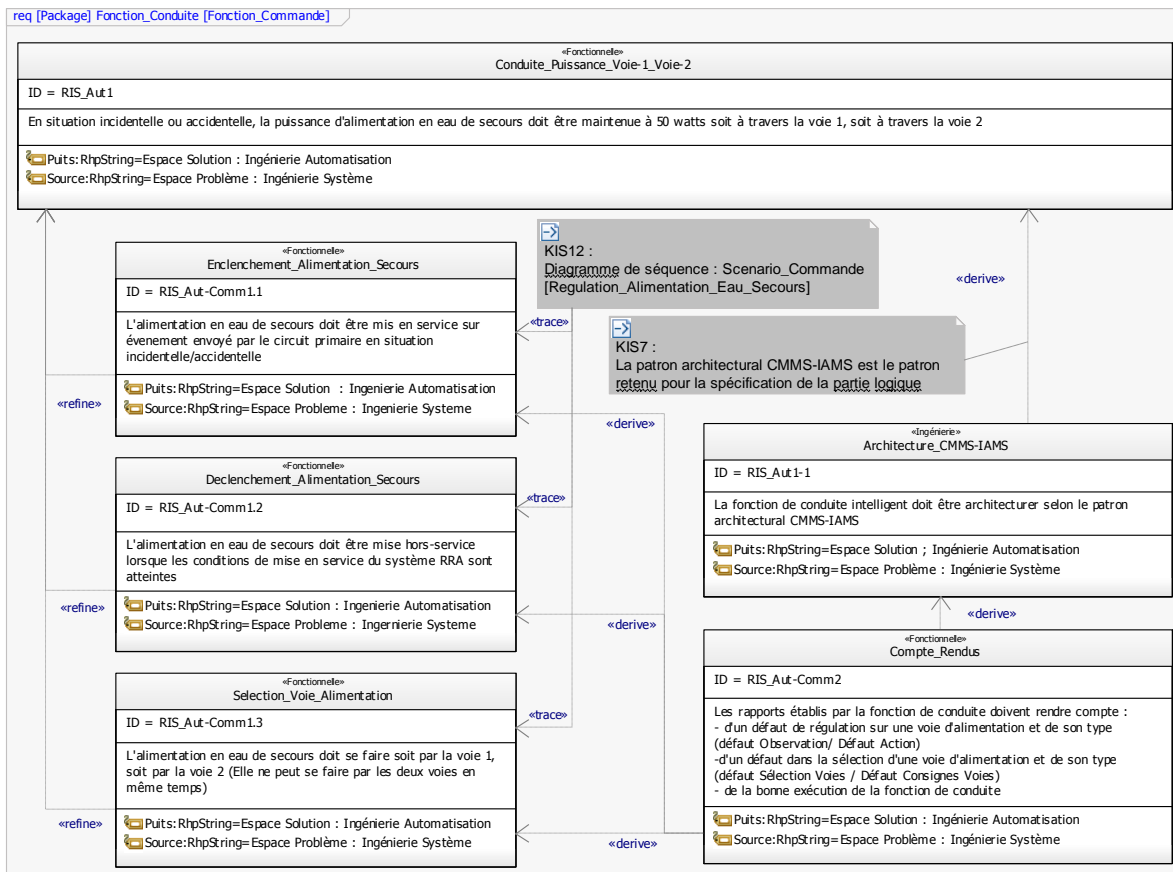 req [Package] Fonction_Conduite [Fonction_Commande]
«Fonctionnelle»
Conduite_Puissance_Voie-1_Voie-2
ID = RIS_Aut1
En situation incidentelle ou accidentelle, la puissance d'alimentation en eau de secours doit être maintenue à 50 watts soit à travers la voie 1, soit à travers la voie 2
Puits:RhpString=Espace Solution : Ingénierie Automatisation
Source:RhpString=Espace Problème : Ingénierie Système
KIS12 :
Diagramme de séquence : Scenario_Commande
[Regulation_Alimentation_Eau_Secours]
«derive»
KIS7 :
La patron architectural CMMS-IAMS est le patron
retenu pour la spécification de la partie logique
«Fonctionnelle»
Enclenchement_Alimentation_Secours
ID = RIS_Aut-Comm1.1
L'alimentation en eau de secours doit être mis en service sur
évenement envoyé par le circuit primaire en situation
incidentelle/accidentelle
Puits:RhpString=Espace Solution : Ingenierie Automatisation
Source:RhpString=Espace Probleme : Ingenierie Systeme
«trace»
«refine»
«derive»
«Fonctionnelle»
Declenchement_Alimentation_Secours
ID = RIS_Aut-Comm1.2
L'alimentation en eau de secours doit être mise hors-service
lorsque les conditions de mise en service du système RRA sont
atteintes
Puits:RhpString=Espace Solution : Ingenierie Automatisation
Source:RhpString=Espace Probleme : Ingernierie Systeme
«trace»
«refine»
«derive»
«Ingénierie»
Architecture_CMMS-IAMS
ID = RIS_Aut1-1
La fonction de conduite intelligent doit être architecturer selon le patron
architectural CMMS-IAMS
Puits:RhpString=Espace Solution ; Ingénierie Automatisation
Source:RhpString=Espace Problème : Ingénierie Système
«derive»
«Fonctionnelle»
Selection_Voie_Alimentation
ID = RIS_Aut-Comm1.3
L'alimentation en eau de secours doit se faire soit par la voie 1,
soit par la voie 2 (Elle ne peut se faire par les deux voies en
même temps)
Puits:RhpString=Espace Solution : Ingénierie Automatisation
Source:RhpString=Espace Problème : Ingénierie Système
«trace»
«refine»
«derive»
«Fonctionnelle»
Compte_Rendus
ID = RIS_Aut-Comm2
Les rapports établis par la fonction de conduite doivent rendre compte :
- d'un défaut de régulation sur une voie d'alimentation et de son type
(défaut Observation/ Défaut Action)
-d'un défaut dans la sélection d'une voie d'alimentation et de son type
(défaut Sélection Voies / Défaut Consignes Voies)
- de la bonne exécution de la fonction de conduite
Puits:RhpString=Espace Solution : Ingénierie Automatisation
Source:RhpString=Espace Problème : Ingénierie Système